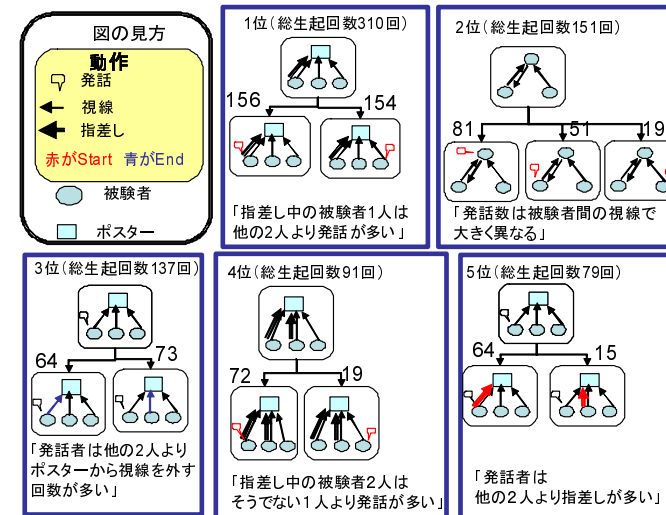 図の見方
動作
発話
視線
指差し
赤がStart 青がEnd
被験者
ポスター
1位(総生起回数310回)
156
154
「指差し中の被験者1人は
他の2人より発話が多い」
2位(総生起回数151回)
81
51
19
「発話数は被験者間の視線で
大きく異なる」
3位(総生起回数137回)
64
73
「発話者は他の2人より
ポスターから視線を外す
回数が多い」
4位(総生起回数91回)
72
19
「指差し中の被験者2人は
そうでない1人より発話が多い」
5位(総生起回数79回)
64
15
「発話者は
他の2人より指差しが多い」